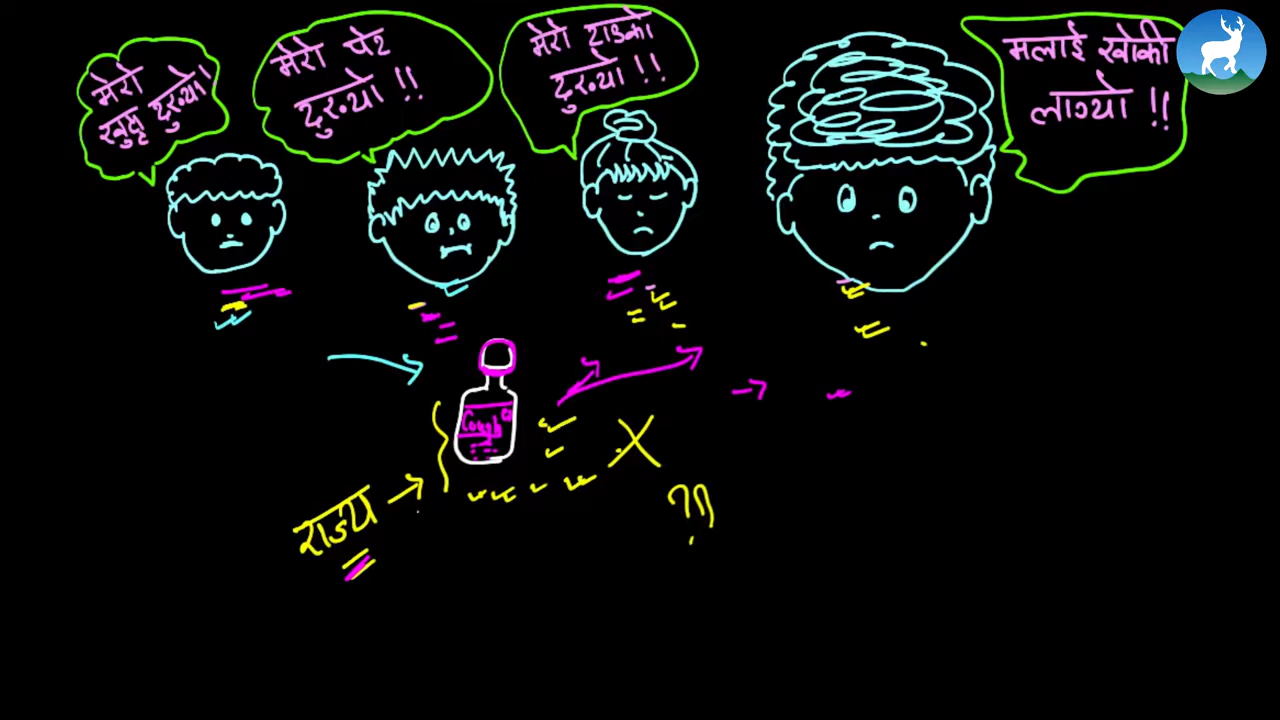 मेरो
खुट्टा दुख्यो।
मेरो पेट
दुख्यो !!
मेरो टाउको
दुख्यो !!
मलाई खोकी
लाग्यो !!
Cough
राज्य
??